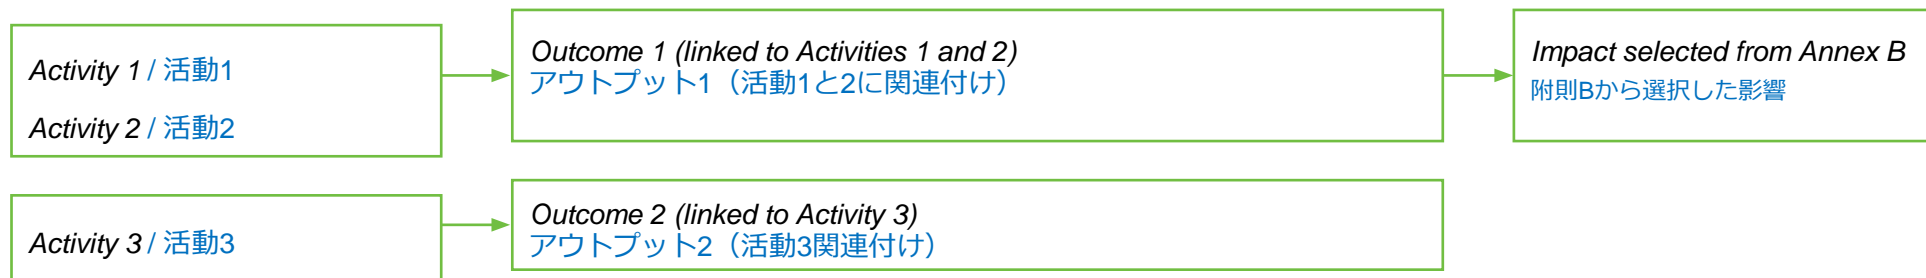 Activity 1 / 活動1
Activity 2 / 活動2
Outcome 1 (linked to Activities 1 and 2)
アウトプット1（活動1と2に関連付け）
Impact selected from Annex B
附則Bから選択した影響
Activity 3 / 活動3
Outcome 2 (linked to Activity 3)
アウトプット2（活動3関連付け）